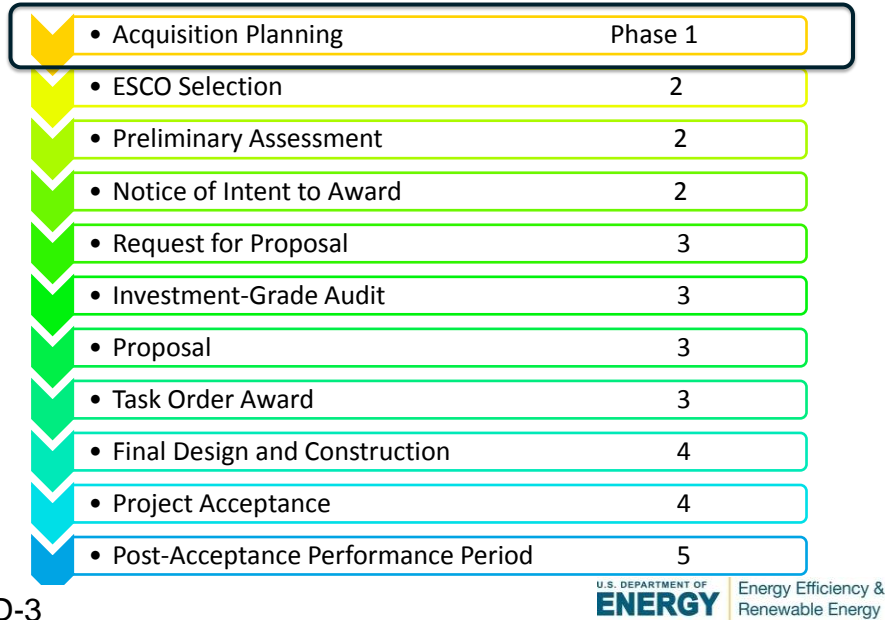 • Acquisition Planning Phase 1
• ESCO Selection 2
• Preliminary Assessment 2
• Notice of Intent to Award 2
• Request for Proposal 3
• Investment-Grade Audit 3
• Proposal 3
• Task Order Award 3
• Final Design and Construction 4
• Project Acceptance 4
• Post-Acceptance Performance Period 5
D-3
U.S. DEPARTMENT OF
ENERGY
Energy Efficiency &
Renewable Energy